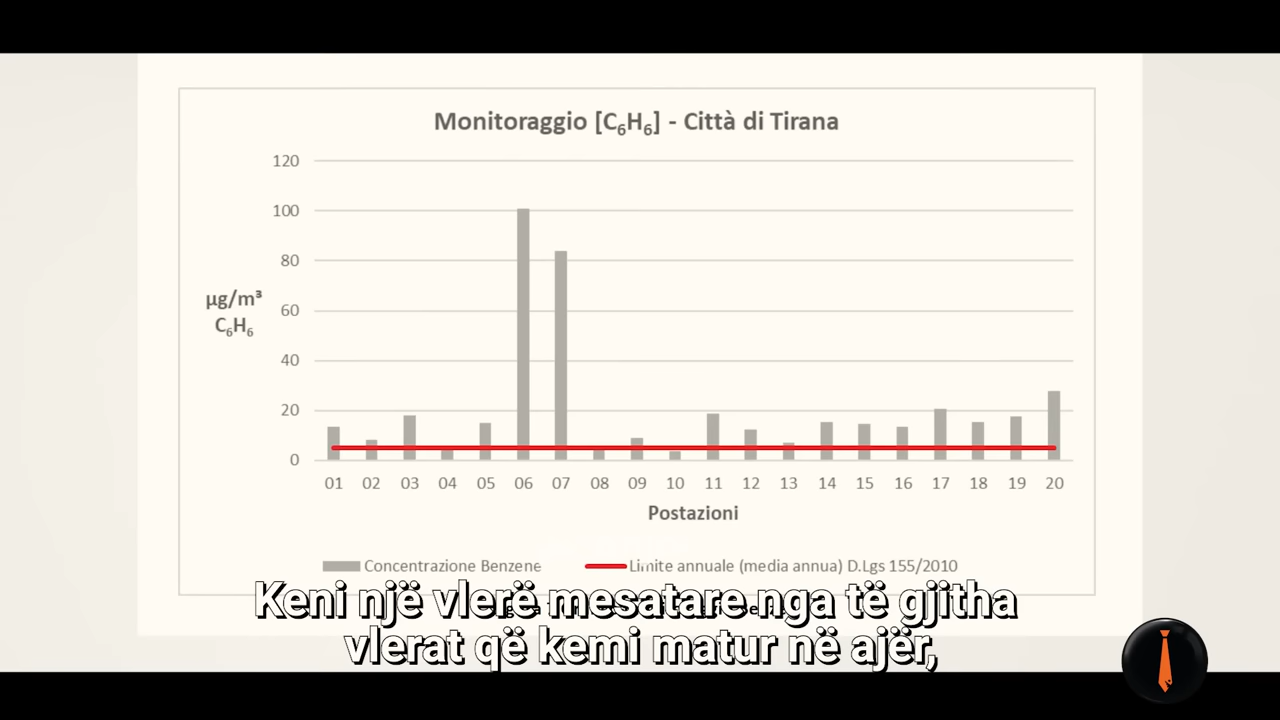 Monitoraggio [C₆H₆] - Città di Tirana
120
100
80
60
40
20
0
µg/m³
C₆H₆
01 02 03 04 05 06 07 08 09 10 11 12 13 14 15 16 17 18 19 20
Postazioni
Concentrazione Benzene Limite annuale (media annua) D.Lgs 155/2010
Keni një vlerë mesatare nga të gjitha
vlerat që kemi matur në ajër,